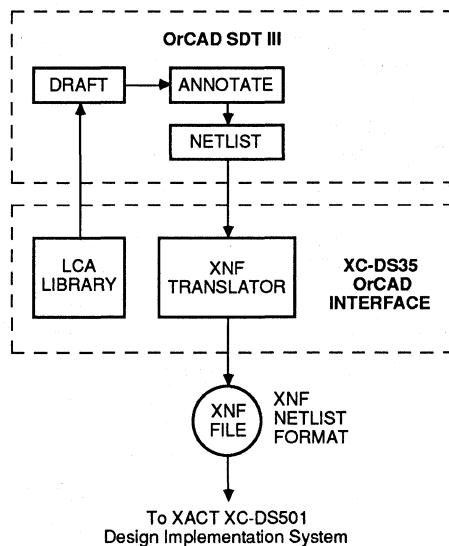 OrCAD SDT III
DRAFT
ANNOTATE
NETLIST
LCA
LIBRARY
XNF
TRANSLATOR
XC-DS35
OrCAD
INTERFACE
XNF
FILE
XNF
NETLIST
FORMAT
To XACT XC-DS501
Design Implementation System